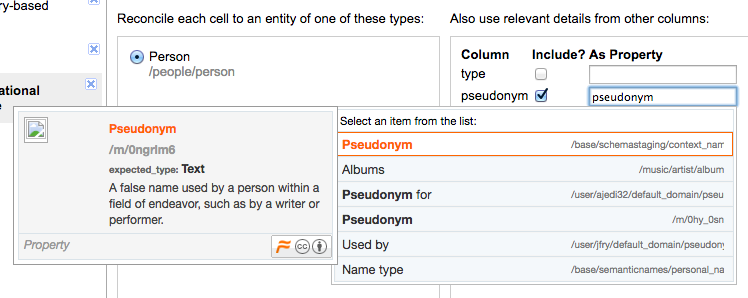 ry-based
Reconcile each cell to an entity of one of these types:
Also use relevant details from other columns:
Person
/people/person
Column Include? As Property
type
ational
pseudonym pseudonym
e
Pseudonym
/m/0ngrlm6
expected_type: Text
A false name used by a person within a
field of endeavor, such as by a writer or
performer.
Property
Select an item from the list:
Pseudonym /base/schemastaging/context_nam
Albums /music/artist/album
Pseudonym for /user/ajedi32/default_domain/pseu
Pseudonym /m/0hy_0sn
Used by /user/jfry/default_domain/pseudony
Name type /base/semanticnames/personal_na